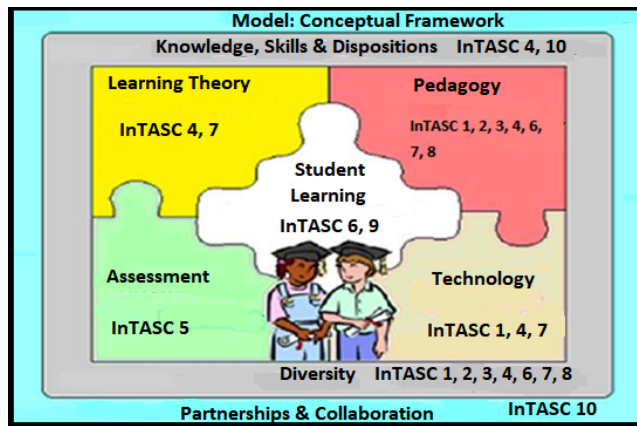 Model: Conceptual Framework
Knowledge, Skills & Dispositions InTASC 4, 10
Learning Theory
InTASC 4, 7
Pedagogy
InTASC 1, 2, 3, 4, 6,
7, 8
Student
Learning
InTASC 6, 9
Assessment
InTASC 5
Technology
InTASC 1, 4, 7
Diversity InTASC 1, 2, 3, 4, 6, 7, 8
Partnerships & Collaboration InTASC 10